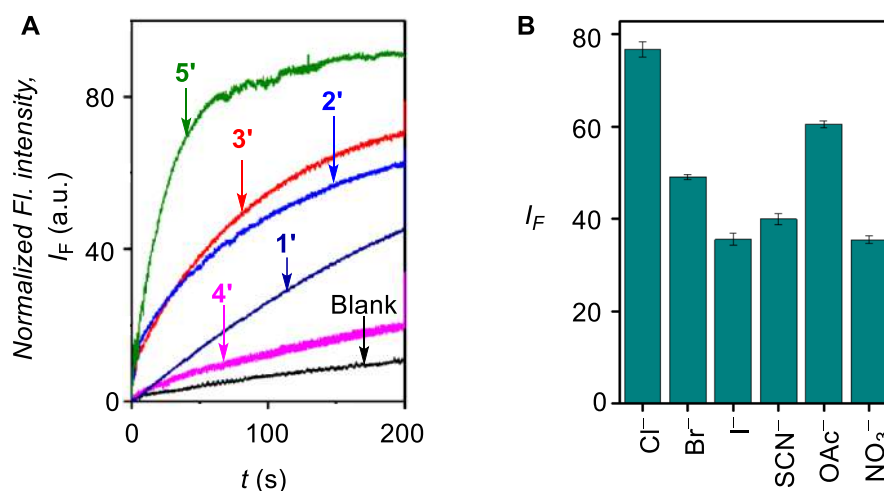 A
Normalized Fl. intensity,
I_F (a.u.)
80
40
0
5'
3'
2'
1'
4'
Blank
0
100
200
t (s)
B
I_F
80
60
40
20
0
Cl⁻
Br⁻
I⁻
SCN⁻
OAc⁻
NO₃⁻